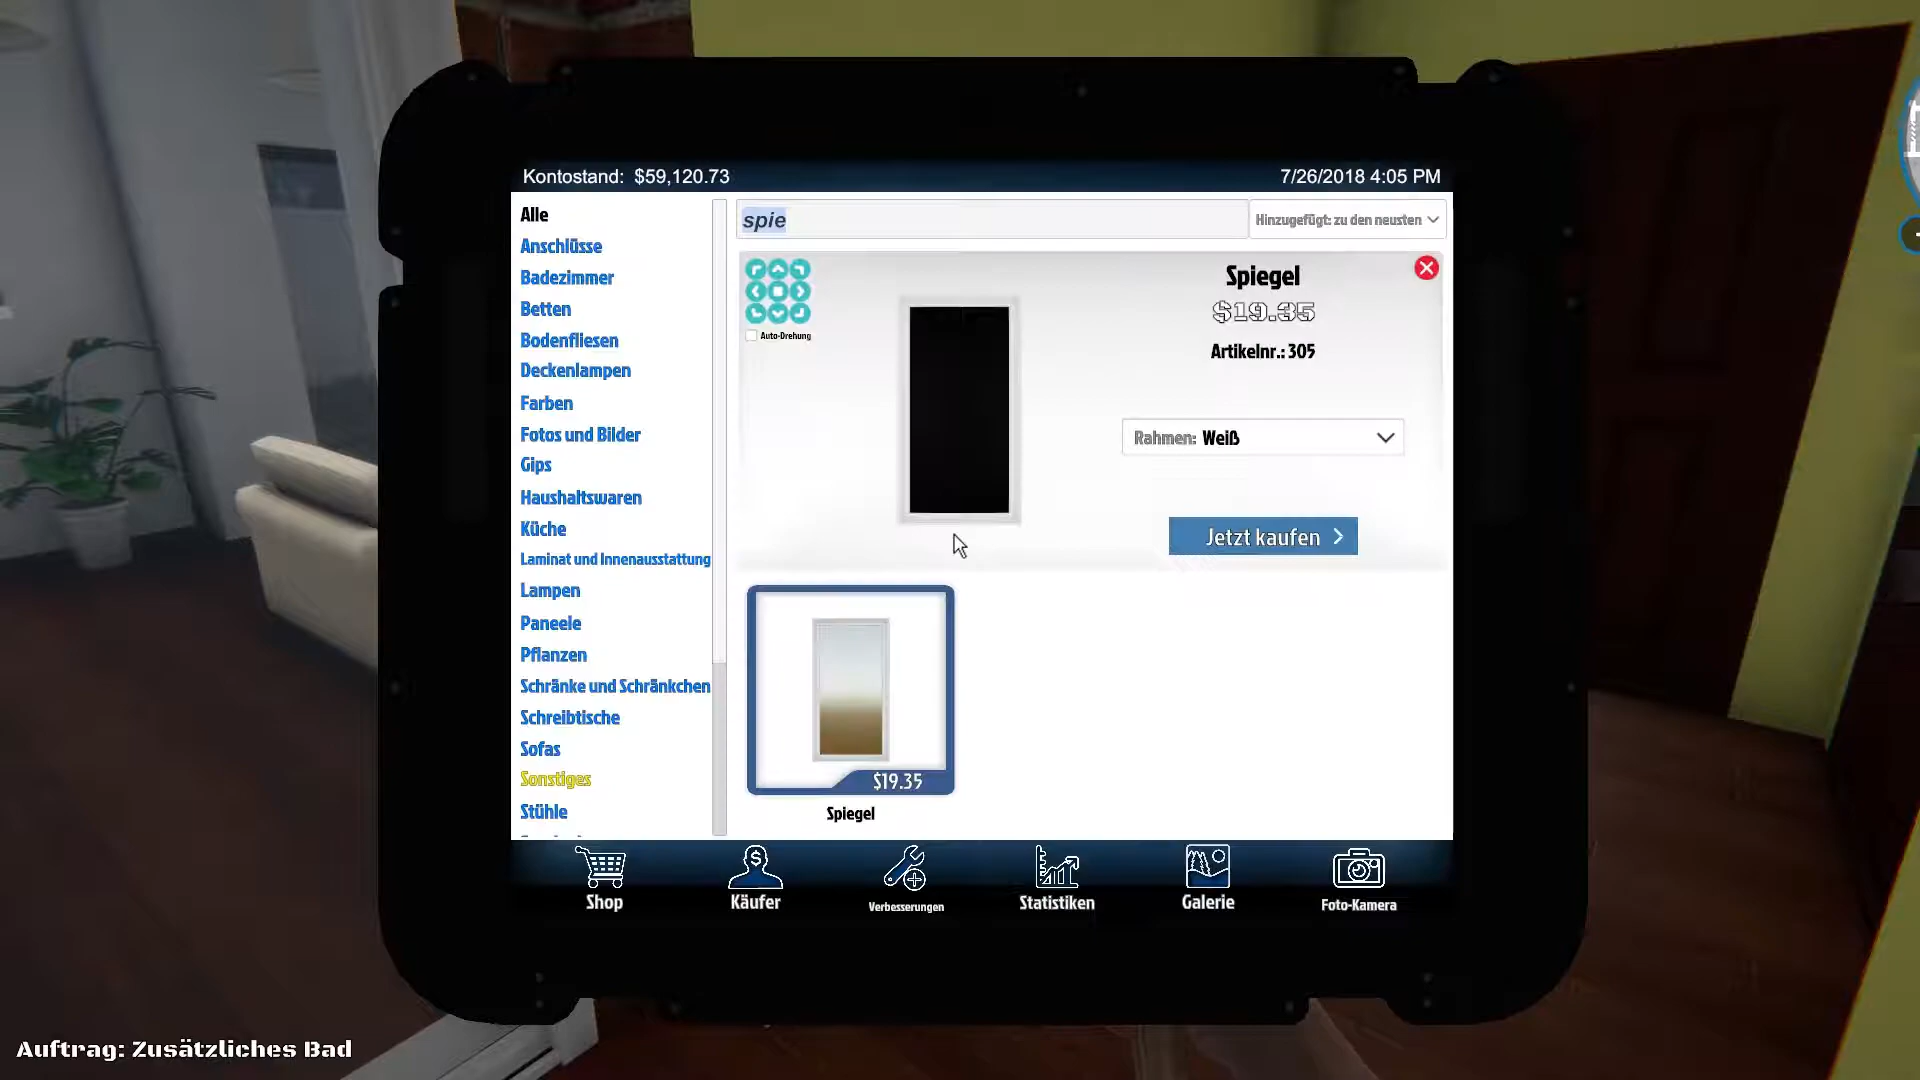 Kontostand: $59,120.73
7/26/2018 4:05 PM
Alle
Anschlüsse
Badezimmer
Betten
Bodenfliesen
Deckenlampen
Farben
Fotos und Bilder
Gips
Haushaltswaren
Küche
Laminat und Innenausstattung
Lampen
Paneele
Pflanzen
Schränke und Schränkchen
Schreibtische
Sofas
Sonstiges
Stühle
spie
Hinzugefügt: zu den neusten
Auto-Drehung
Spiegel
$19.35
Artikelnr.: 305
Rahmen: Weiß
Jetzt kaufen
$19.35
Spiegel
Shop
Käufer
Verbesserungen
Statistiken
Galerie
Foto-Kamera
Auftrag: Zusätzliches Bad